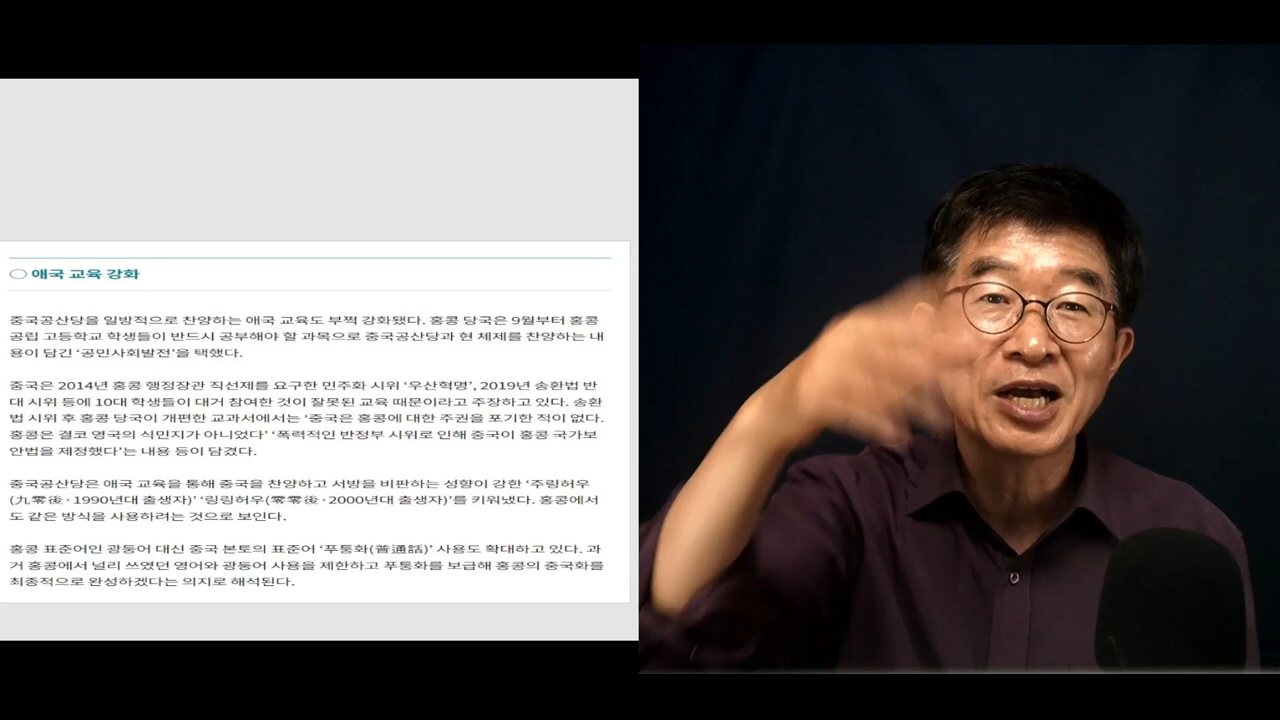 ○ 애국 교육 강화
중국공산당을 일방적으로 찬양하는 애국 교육도 부쩍 강화됐다. 홍콩 당국은 9월부터 홍콩
공립 고등학교 학생들이 반드시 공부해야 할 과목으로 중국공산당과 현 체제를 찬양하는 내
용이 담긴 ‘공민사회발전’을 택했다.
중국은 2014년 홍콩 행정장관 직선제를 요구한 민주화 시위 ‘우산혁명’, 2019년 송환법 반
대 시위 등에 10대 학생들이 대거 참여한 것이 잘못된 교육 때문이라고 주장하고 있다. 송환
법 시위 후 홍콩 당국이 개편한 교과서에서는 ‘중국은 홍콩에 대한 주권을 포기한 적이 없다.
홍콩은 결코 영국의 식민지가 아니었다’ ‘폭력적인 반정부 시위로 인해 중국이 홍콩 국가보
안법을 제정했다’는 내용 등이 담겼다.
중국공산당은 애국 교육을 통해 중국을 찬양하고 서방을 비판하는 성향이 강한 ‘주링허우
(九零後·1990년대 출생자)’ ‘링링허우(零零後·2000년대 출생자)’를 키워냈다. 홍콩에서
도 같은 방식을 사용하려는 것으로 보인다.
홍콩 표준어인 광둥어 대신 중국 본토의 표준어 ‘푸퉁화(普通話)’ 사용도 확대하고 있다. 과
거 홍콩에서 널리 쓰였던 영어와 광둥어 사용을 제한하고 푸퉁화를 보급해 홍콩의 중국화를
최종적으로 완성하겠다는 의지로 해석된다.